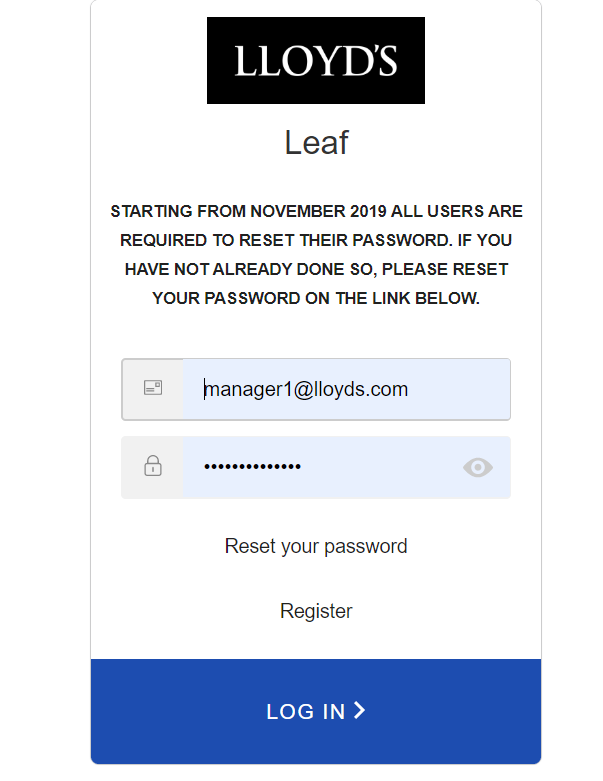 LLOYD'S
Leaf
STARTING FROM NOVEMBER 2019 ALL USERS ARE
REQUIRED TO RESET THEIR PASSWORD. IF YOU
HAVE NOT ALREADY DONE SO, PLEASE RESET
YOUR PASSWORD ON THE LINK BELOW.
manager1@lloyds.com
••••••••••••••
Reset your password
Register
LOG IN